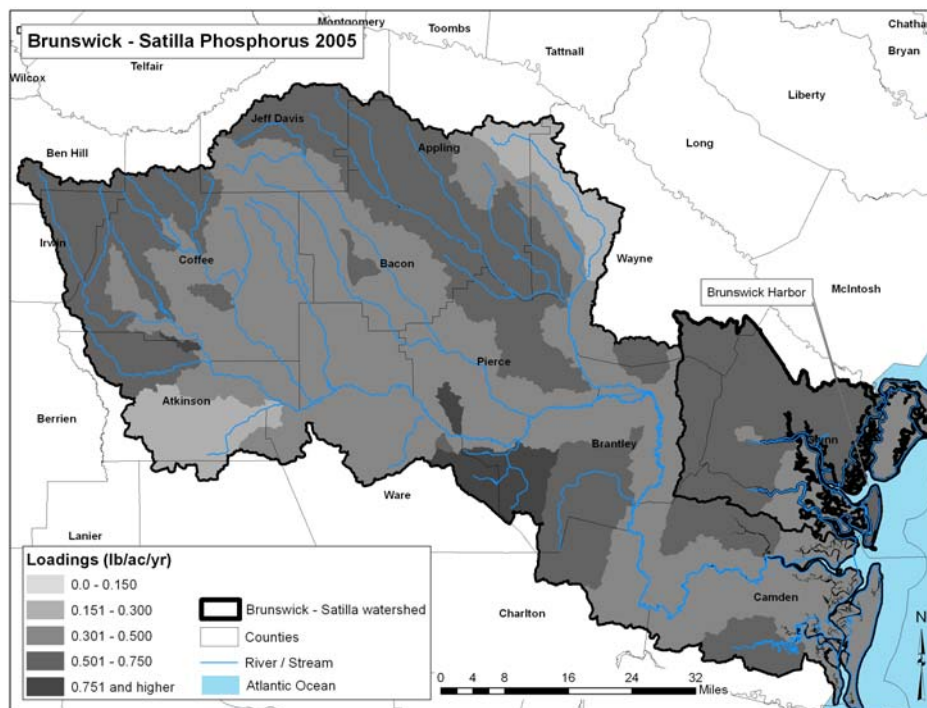 Brunswick - Satilla Phosphorus 2005
Montgomery
Toombs
Tattnall
Chatha
Bryan
Telfair
Wilcox
Liberty
Jeff Davis
Appling
Long
Ben Hill
Irwin
Coffee
Bacon
Wayne
Brunswick Harbor
McIntosh
Pierce
Berrien
Atkinson
Brantley
Glynn
Ware
Lanier
Charlton
Camden
Loadings (lb/ac/yr)
0.0 - 0.150
0.151 - 0.300
0.301 - 0.500
0.501 - 0.750
0.751 and higher
Brunswick - Satilla watershed
Counties
River / Stream
Atlantic Ocean
N
0 4 8 16 24 32
Miles